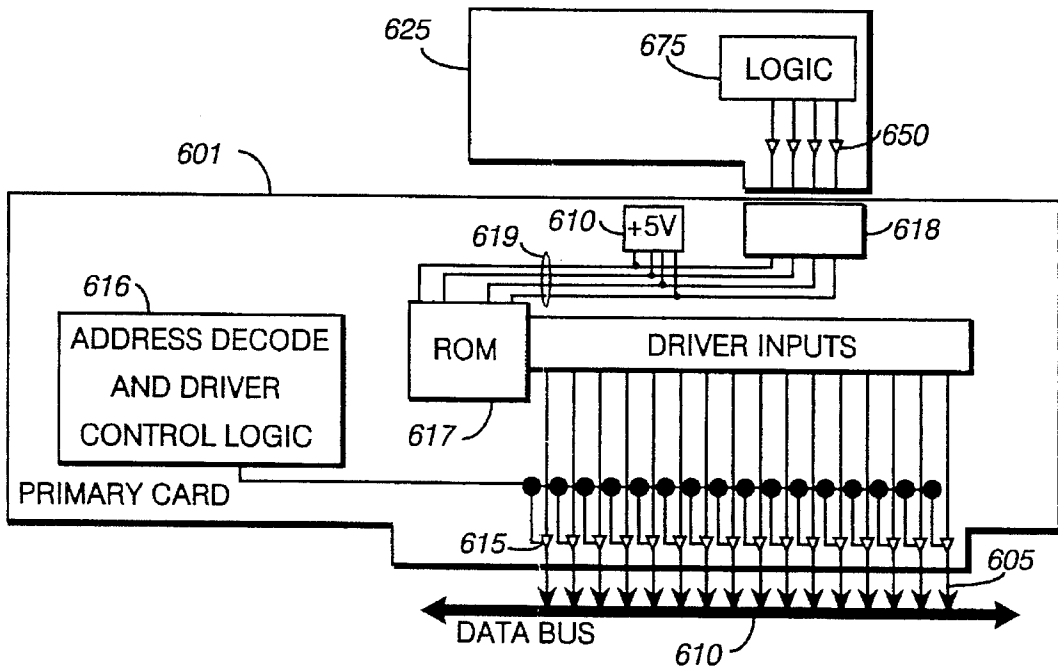 625
675
LOGIC
650
601
610
+5V
618
619
616
ADDRESS DECODE
AND DRIVER
CONTROL LOGIC
ROM
DRIVER INPUTS
617
PRIMARY CARD
615
605
DATA BUS
610